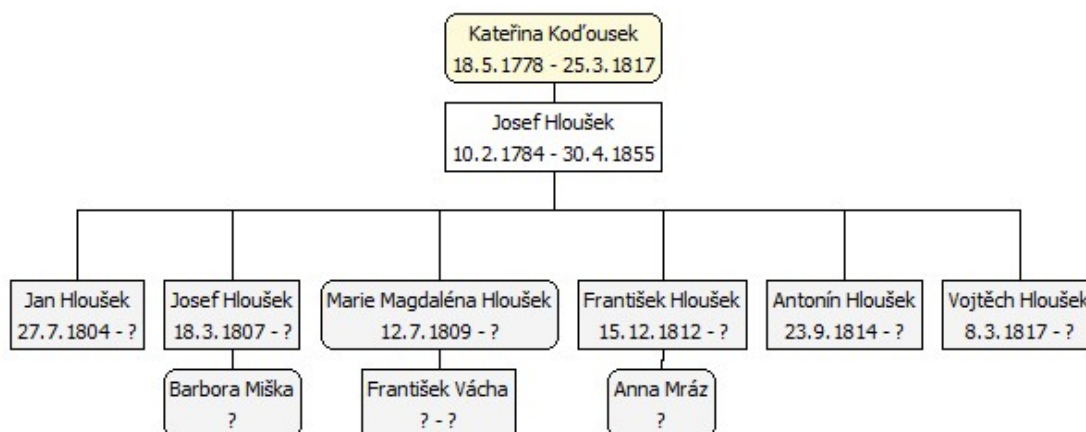 Kateřina Koďousek
18.5.1778 - 25.3.1817
Josef Hloušek
10.2.1784 - 30.4.1855
Jan Hloušek
27.7.1804 - ?
Josef Hloušek
18.3.1807 - ?
Marie Magdaléna Hloušek
12.7.1809 - ?
František Hloušek
15.12.1812 - ?
Antonín Hloušek
23.9.1814 - ?
Vojtěch Hloušek
8.3.1817 - ?
Barbora Miška
?
František Vácha
? - ?
Anna Mráz
?